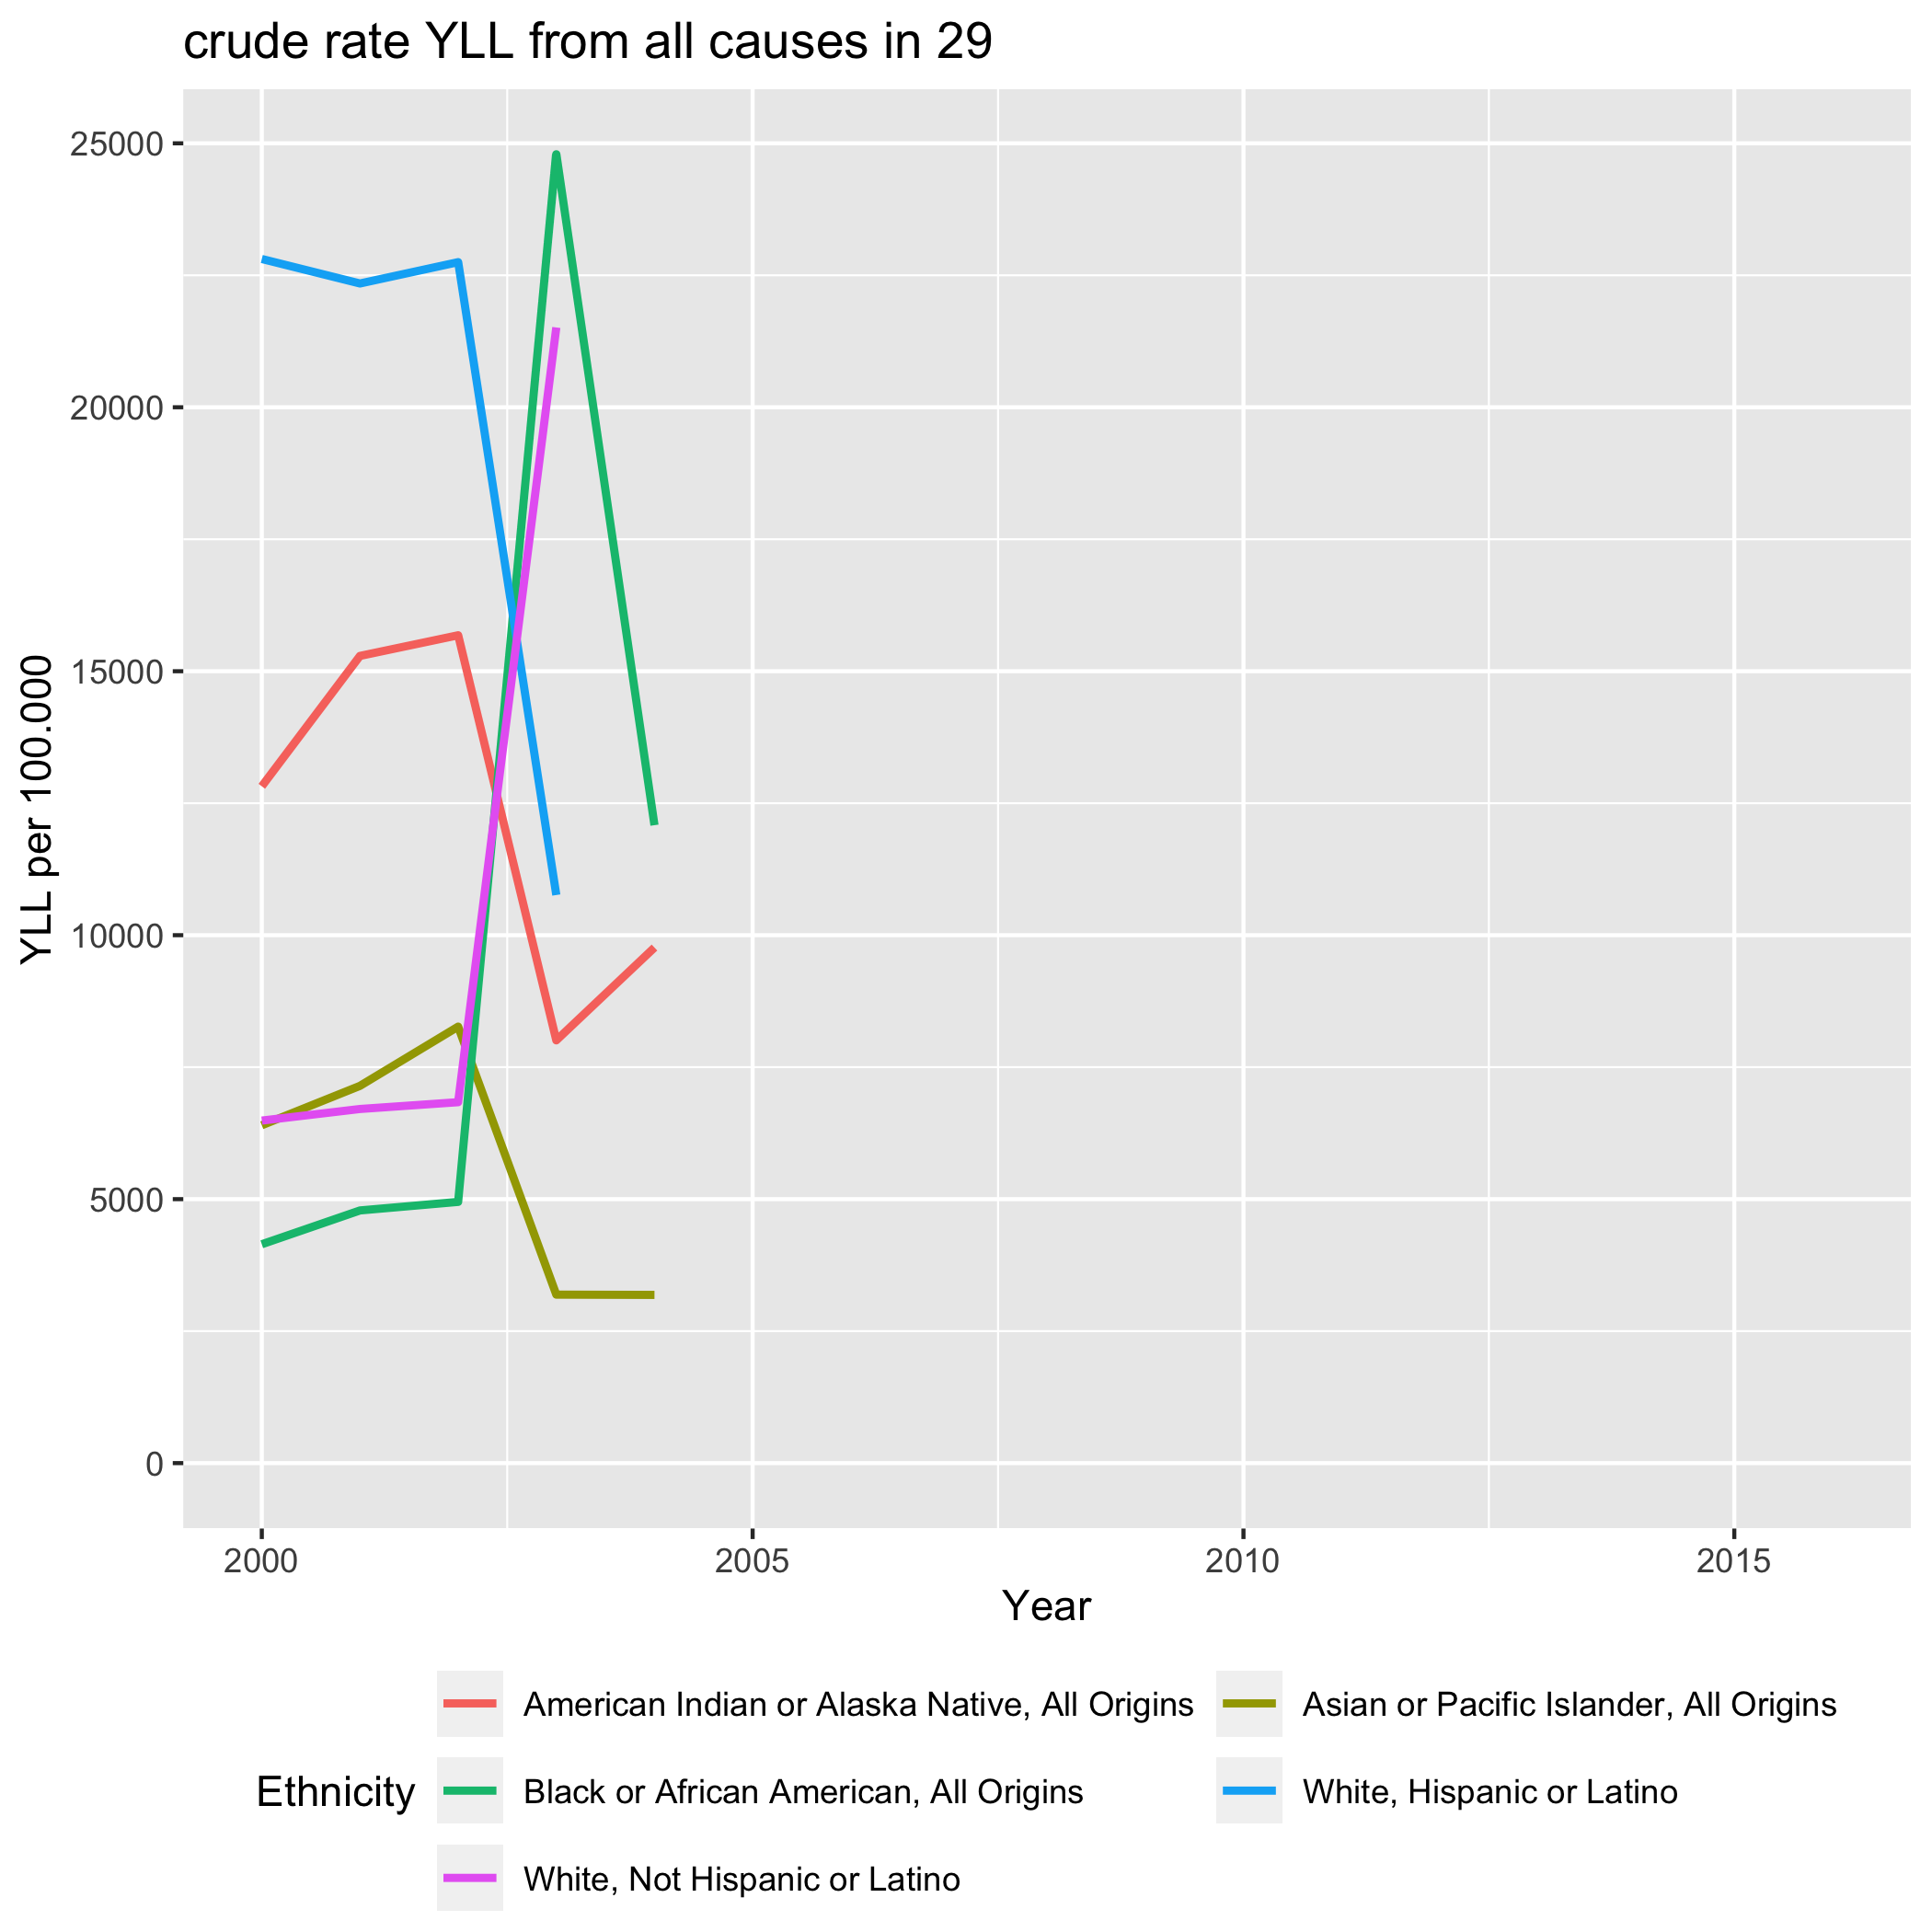 crude rate YLL from all causes in 29
YLL per 100.000
25000
20000
15000
10000
5000
0
2000 2005 2010 2015
Year
Ethnicity
American Indian or Alaska Native, All Origins
Asian or Pacific Islander, All Origins
Black or African American, All Origins
White, Hispanic or Latino
White, Not Hispanic or Latino